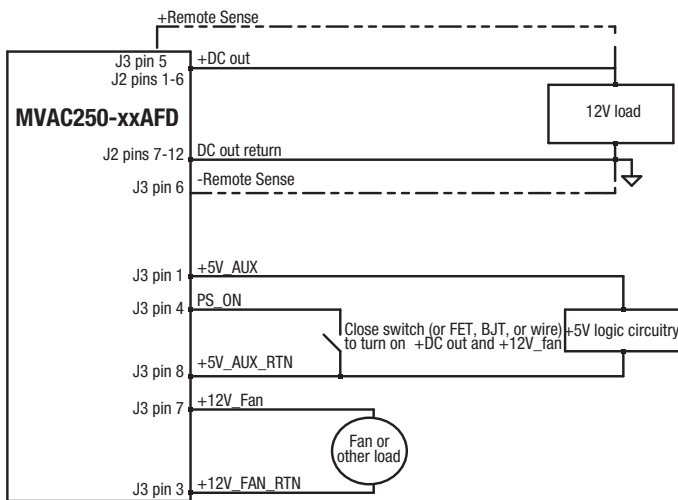 +Remote Sense
J3 pin 5
+DC out
J2 pins 1-6
MVAC250-xxAFD
12V load
J2 pins 7-12
DC out return
J3 pin 6
-Remote Sense
J3 pin 1
+5V_AUX
J3 pin 4
PS_ON
Close switch (or FET, BJT, or wire)
to turn on +DC out and +12V_fan
+5V logic circuitry
J3 pin 8
+5V_AUX_RTN
J3 pin 7
+12V_Fan
Fan or
other load
J3 pin 3
+12V_FAN_RTN